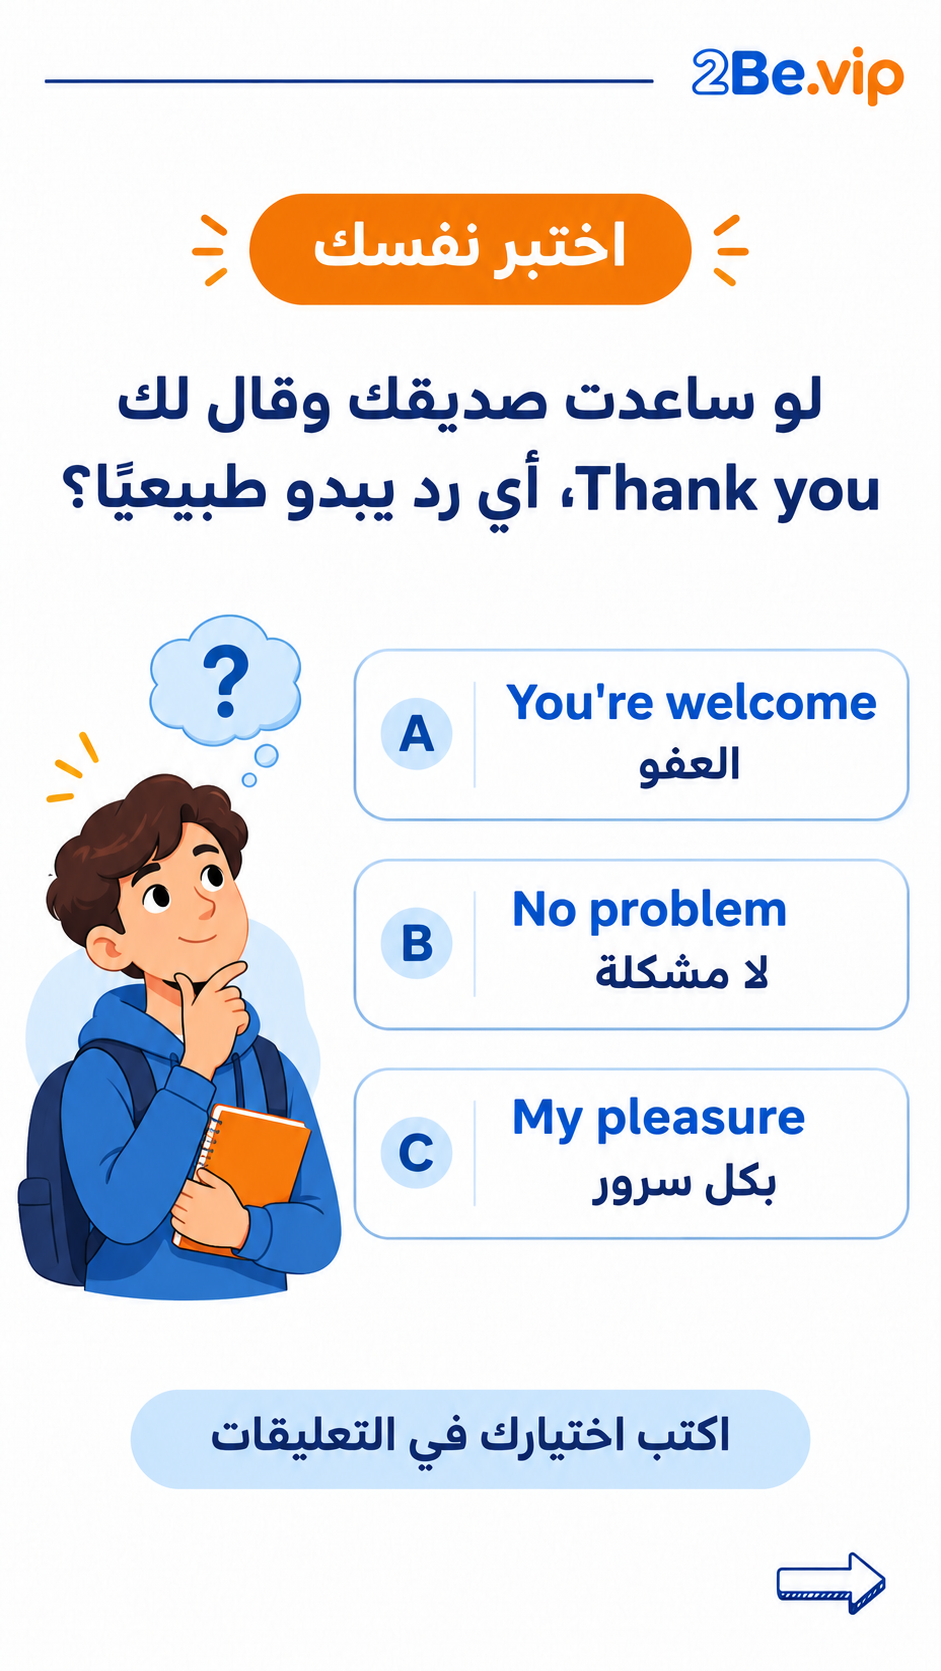 2Be.vip
اختبر نفسك
لو ساعدت صديقك وقال لك
Thank you، أي رد يبدو طبيعيًا؟
?
A
You're welcome
العفو
B
No problem
لا مشكلة
C
My pleasure
بكل سرور
اكتب اختيارك في التعليقات